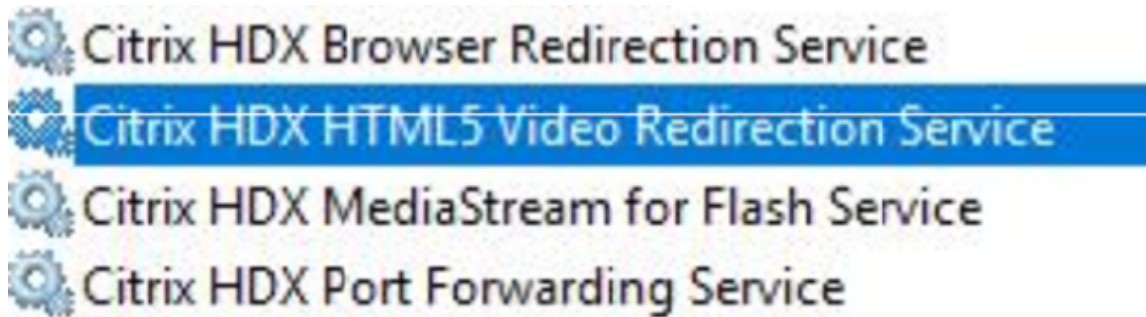 Citrix HDX Browser Redirection Service
Citrix HDX HTML5 Video Redirection Service
Citrix HDX MediaStream for Flash Service
Citrix HDX Port Forwarding Service